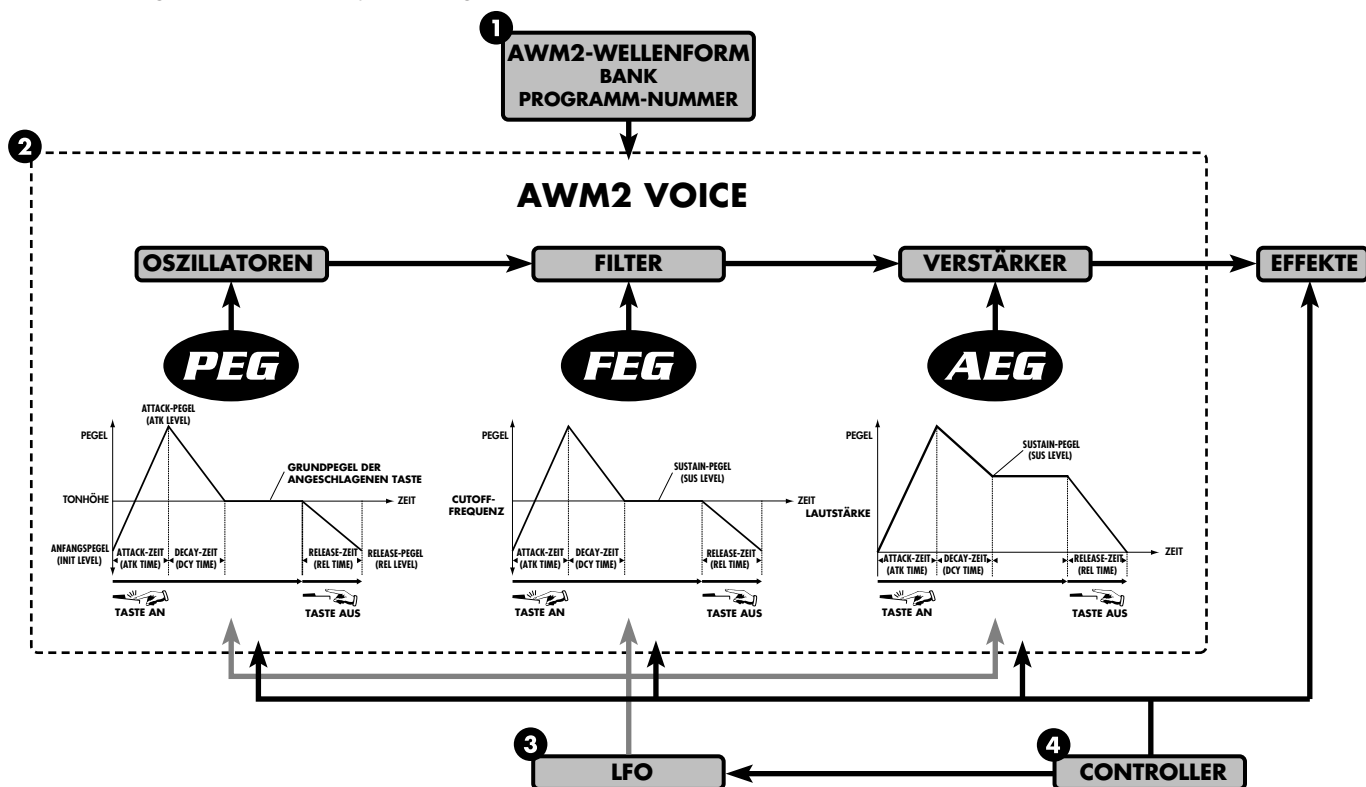 1
AWM2-WELLENFORM
BANK
PROGRAMM-NUMMER
2
AWM2 VOICE
OSZILLATOREN
FILTER
VERSTÄRKER
EFFEKTE
PEG
FEG
AEG
ATTACK-PEGEL
(ATK LEVEL)
PEGEL
GRUNDPEGEL DER
ANGESCHLAGENEN TASTE
TONHÖHE
ZEIT
ANFANGSPEGEL
(INIT LEVEL)
ATTACK-ZEIT
(ATK TIME)
DECAY-ZEIT
(DCY TIME)
RELEASE-ZEIT
(REL TIME)
RELEASE-PEGEL
(REL LEVEL)
TASTE AN
TASTE AUS
PEGEL
SUSTAIN-PEGEL
(SUS LEVEL)
CUTOFF-
FREQUENZ
ZEIT
ATTACK-ZEIT
(ATK TIME)
DECAY-ZEIT
(DCY TIME)
RELEASE-ZEIT
(REL TIME)
TASTE AN
TASTE AUS
PEGEL
SUSTAIN-PEGEL
(SUS LEVEL)
LAUTSTÄRKE
ZEIT
ATTACK-ZEIT
(ATK TIME)
DECAY-ZEIT
(DCY TIME)
RELEASE-ZEIT
(REL TIME)
TASTE AN
TASTE AUS
3
LFO
4
CONTROLLER